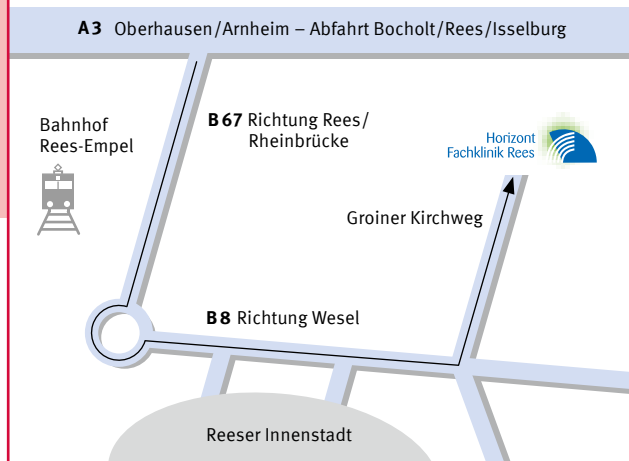 A3 Oberhausen/Arnheim – Abfahrt Bocholt/Rees/Isselburg
Bahnhof
Rees-Empel
B67 Richtung Rees/
Rheinbrücke
Horizont
Fachklinik Rees
Groiner Kirchweg
B8 Richtung Wesel
Reeser Innenstadt